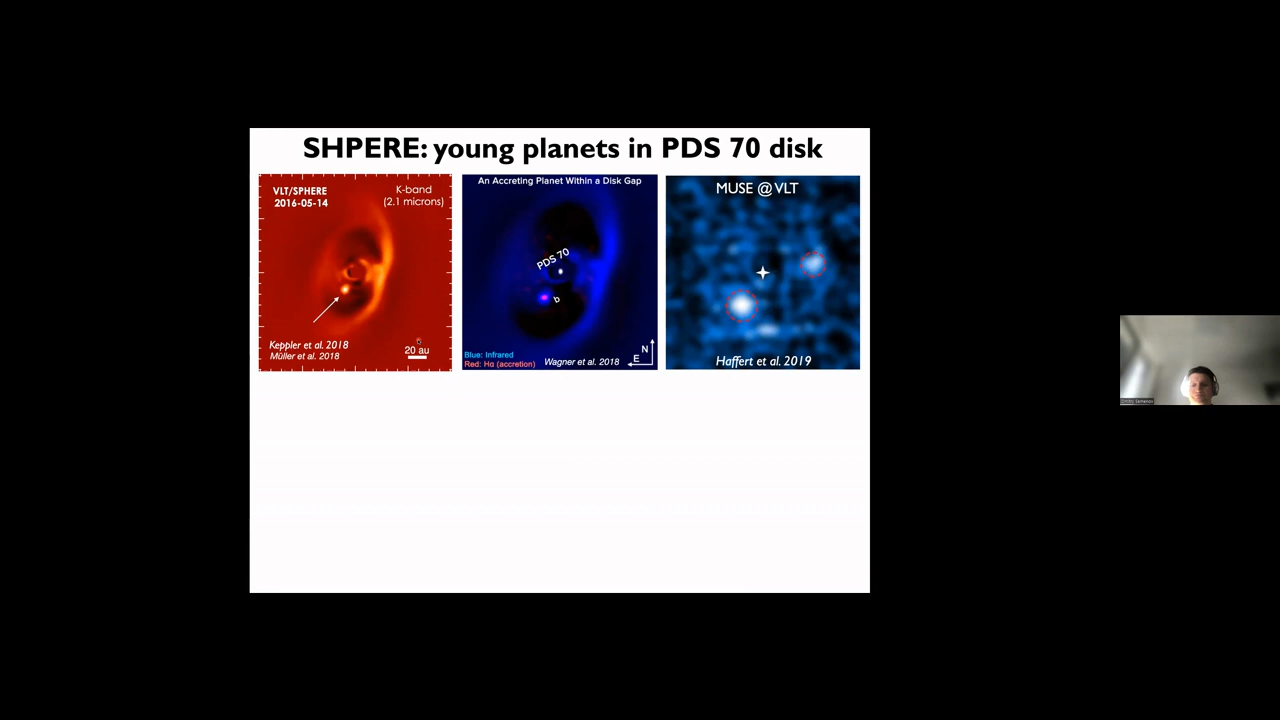 SHPERE: young planets in PDS 70 disk
VLT/SPHERE
2016-05-14
K-band
(2.1 microns)
Keppler et al. 2018
Müller et al. 2018
20 au
An Accreting Planet Within a Disk Gap
PDS 70
b
Blue: Infrared
Red: Hα (accretion)
Wagner et al. 2018
N
E
MUSE @ VLT
Haffert et al. 2019
Dmitry Semenov